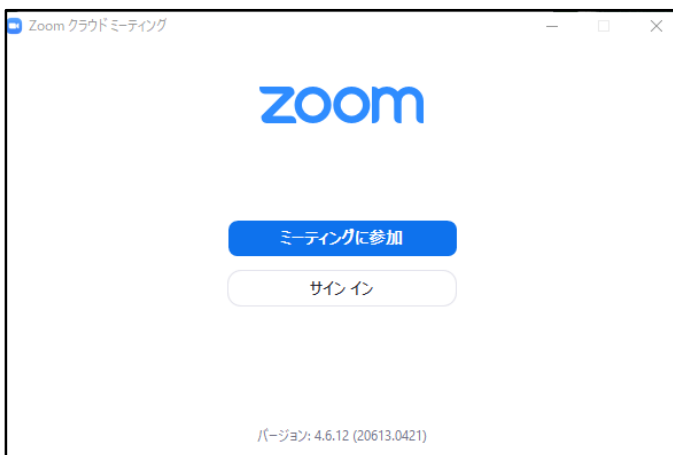 Zoom クラウド ミーティング
zoom
ミーティングに参加
サイン イン
バージョン: 4.6.12 (20613.0421)